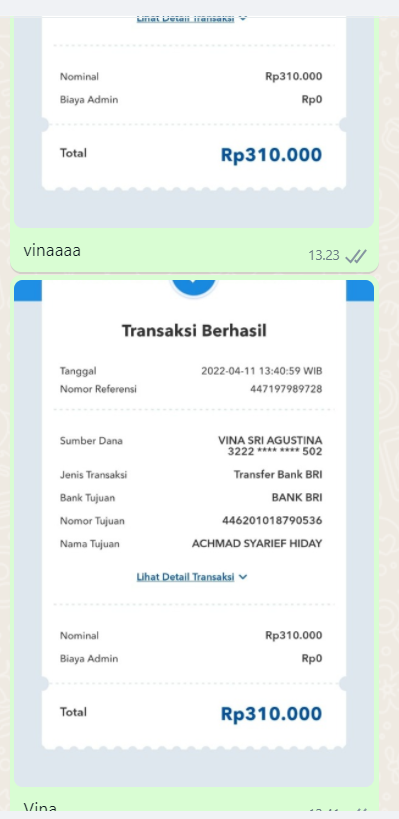 Lihat Detail Transaksi
Nominal Rp310.000
Biaya Admin Rp0
Total Rp310.000
vinaaaa 13.23
Transaksi Berhasil
Tanggal 2022-04-11 13:40:59 WIB
Nomor Referensi 447197989728
Sumber Dana VINA SRI AGUSTINA
3222 **** **** 502
Jenis Transaksi Transfer Bank BRI
Bank Tujuan BANK BRI
Nomor Tujuan 446201018790536
Nama Tujuan ACHMAD SYARIEF HIDAY
Lihat Detail Transaksi
Nominal Rp310.000
Biaya Admin Rp0
Total Rp310.000
Vina